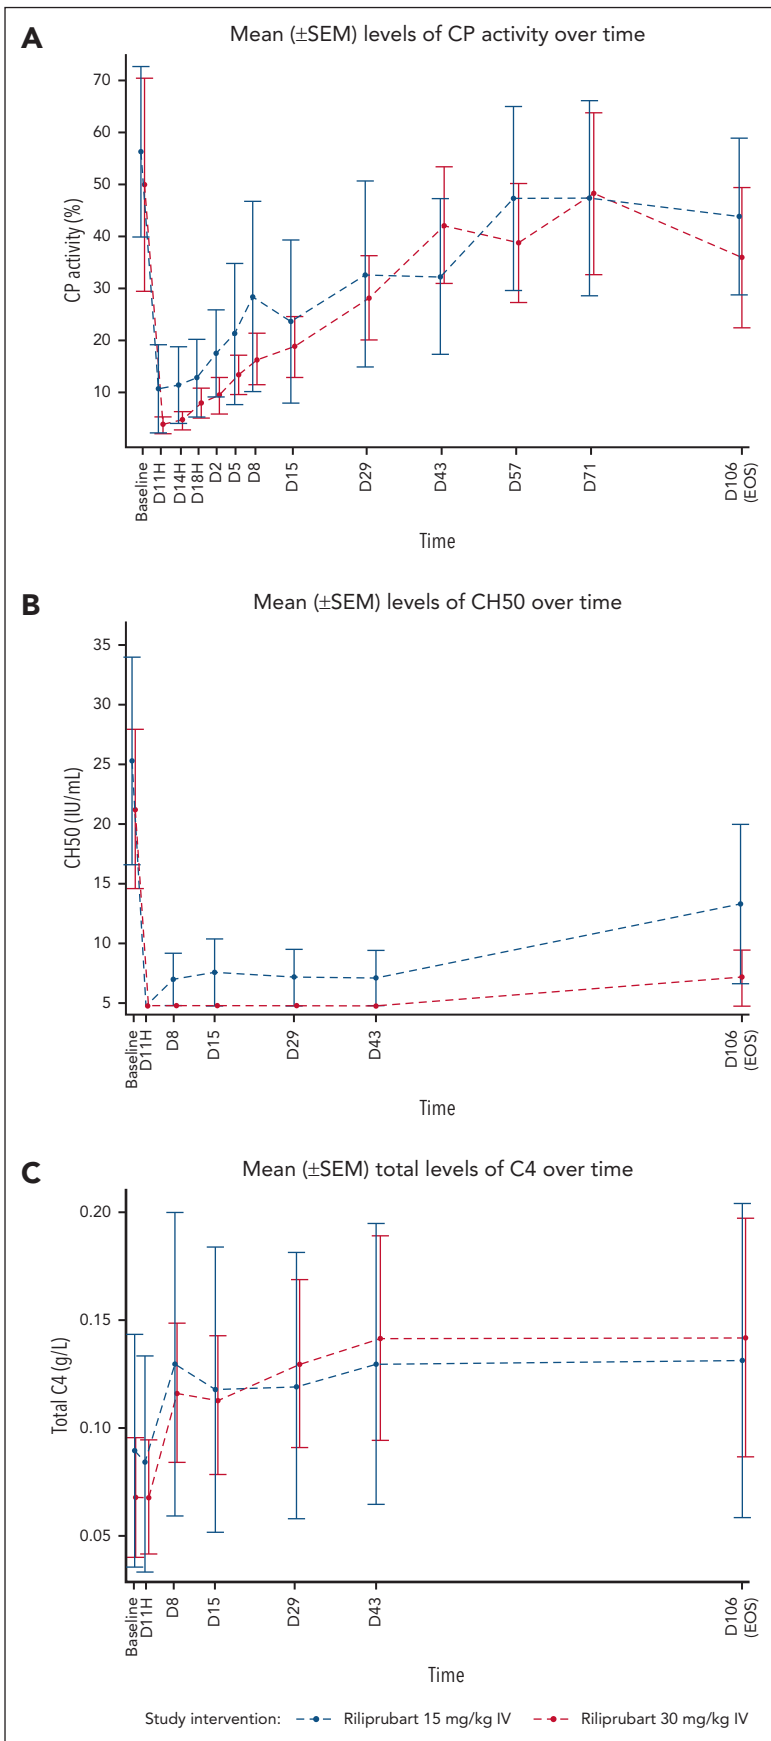 A
Mean (±SEM) levels of CP activity over time
CP activity (%)
70
60
50
40
30
20
10
Baseline
D11H
D14H
D18H
D2
D5
D8
D15
D29
D43
D57
D71
D106
(EOS)
Time
B
Mean (±SEM) levels of CH50 over time
CH50 (IU/mL)
35
30
25
20
15
10
5
Baseline
D11H
D8
D15
D29
D43
D106
(EOS)
Time
C
Mean (±SEM) total levels of C4 over time
Total C4 (g/L)
0.20
0.15
0.10
0.05
Baseline
D11H
D8
D15
D29
D43
D106
(EOS)
Time
Study intervention: Riliprubart 15 mg/kg IV Riliprubart 30 mg/kg IV